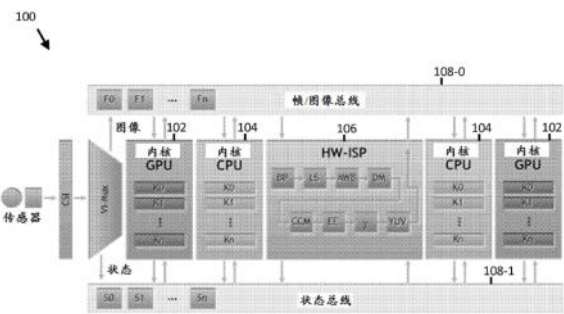 100
108-0
F0 F1 ... Fn 帧/图像总线
图像 102 104 106 104 102
内核 GPU
内核 CPU
HW-ISP
内核 CPU
内核 GPU
传感器
CSI
VI-Mux
K0
K1
Kn
K0
K1
Kn
BP LS AWB DM
CCM EE γ YUV
K0
K1
Kn
K0
K1
Kn
状态
108-1
S0 S1 ... Sn 状态总线